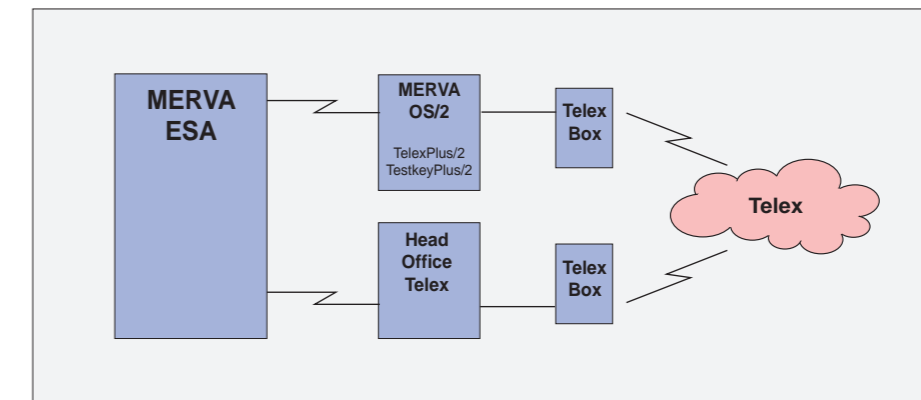 MERVA
ESA
MERVA
OS/2
TelexPlus/2
TestkeyPlus/2
Telex
Box
Head
Office
Telex
Telex
Box
Telex